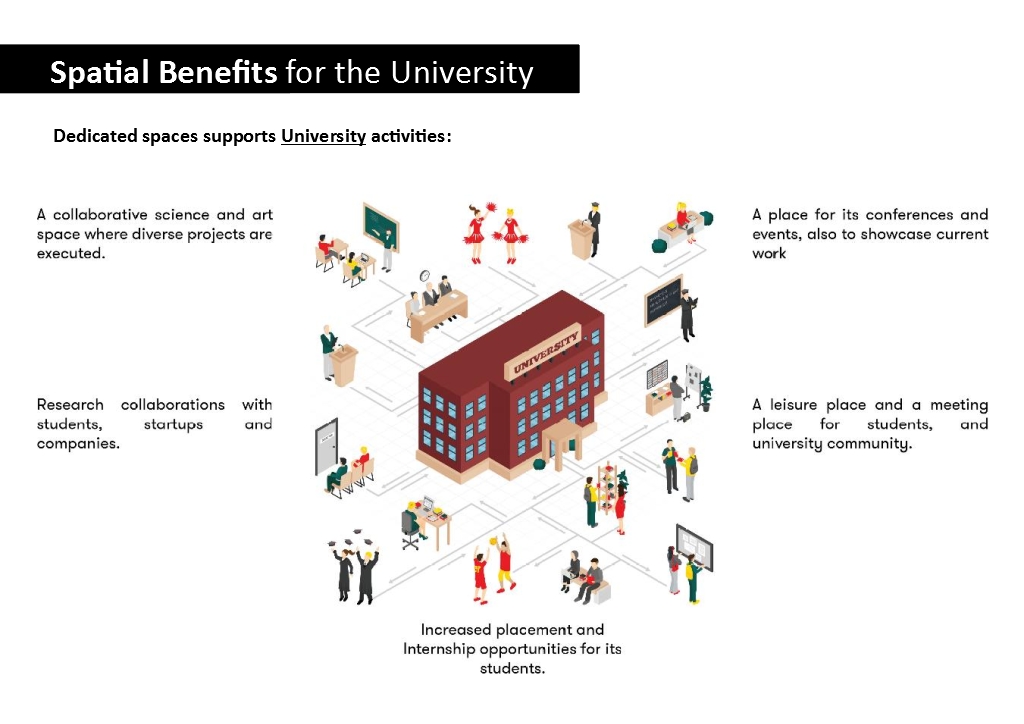 Spatial Benefits for the University
Dedicated spaces supports University activities:
A collaborative science and art
space where diverse projects are
executed.
A place for its conferences and
events, also to showcase current
work
UNIVERSITY
Research collaborations with
students, startups and
companies.
A leisure place and a meeting
place for students, and
university community.
Increased placement and
Internship opportunities for its
students.